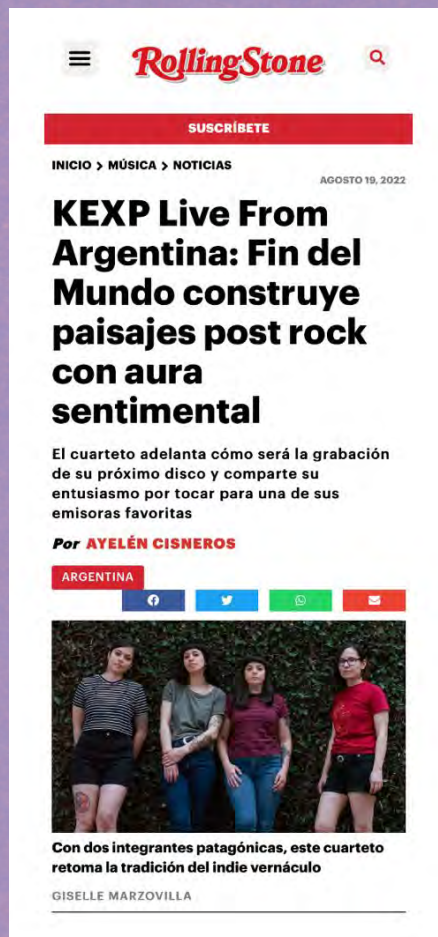 RollingStone
SUSCRÍBETE
INICIO > MÚSICA > NOTICIAS
AGOSTO 19, 2022
KEXP Live From
Argentina: Fin del
Mundo construye
paisajes post rock
con aura
sentimental
El cuarteto adelanta cómo será la grabación
de su próximo disco y comparte su
entusiasmo por tocar para una de sus
emisoras favoritas
Por AYELÉN CISNEROS
ARGENTINA
Con dos integrantes patagónicas, este cuarteto
retoma la tradición del indie vernáculo
GISELLE MARZOVILLA